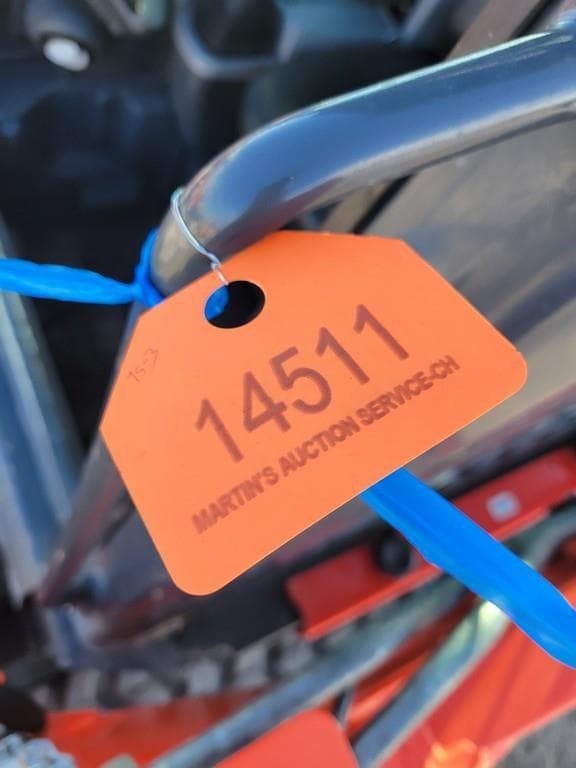 14511
MARTIN'S AUCTION SERVICE-CH